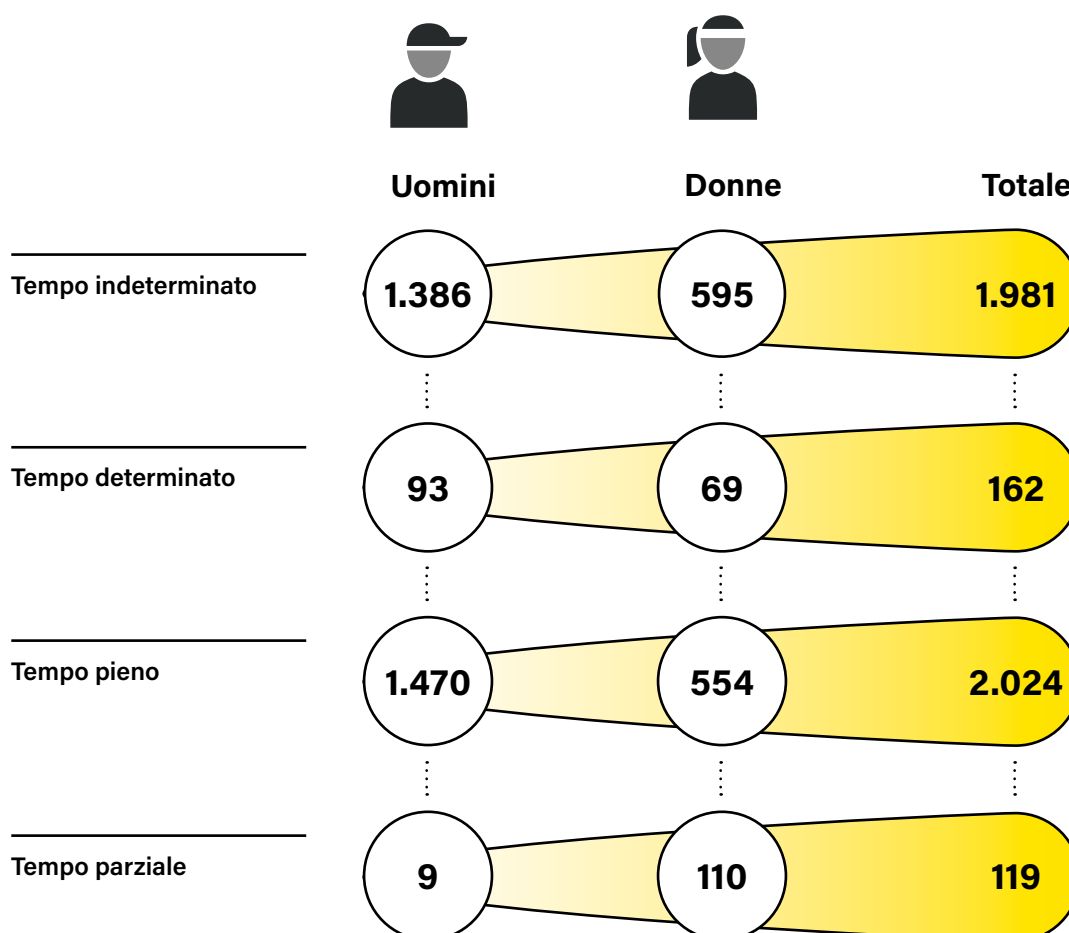 Uomini Donne Totale
Tempo indeterminato 1.386 595 1.981
Tempo determinato 93 69 162
Tempo pieno 1.470 554 2.024
Tempo parziale 9 110 119